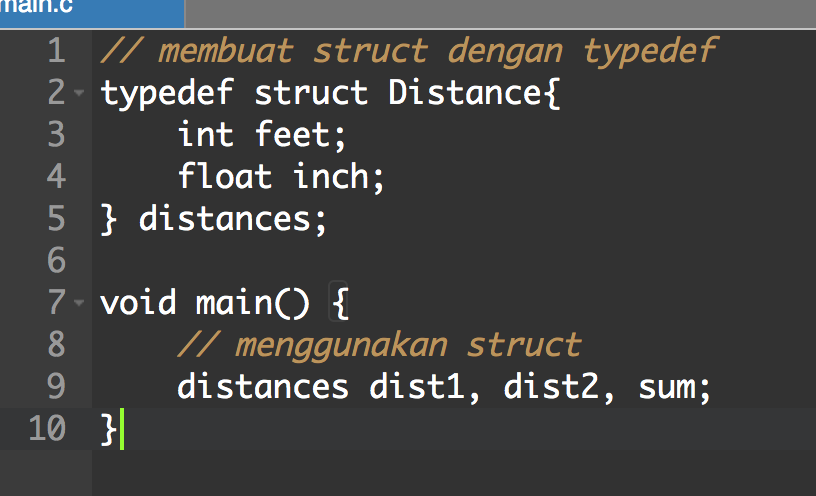 main.c
1 // membuat struct dengan typedef
2 typedef struct Distance{
3     int feet;
4     float inch;
5 } distances;
6
7 void main() {
8     // menggunakan struct
9     distances dist1, dist2, sum;
10 }